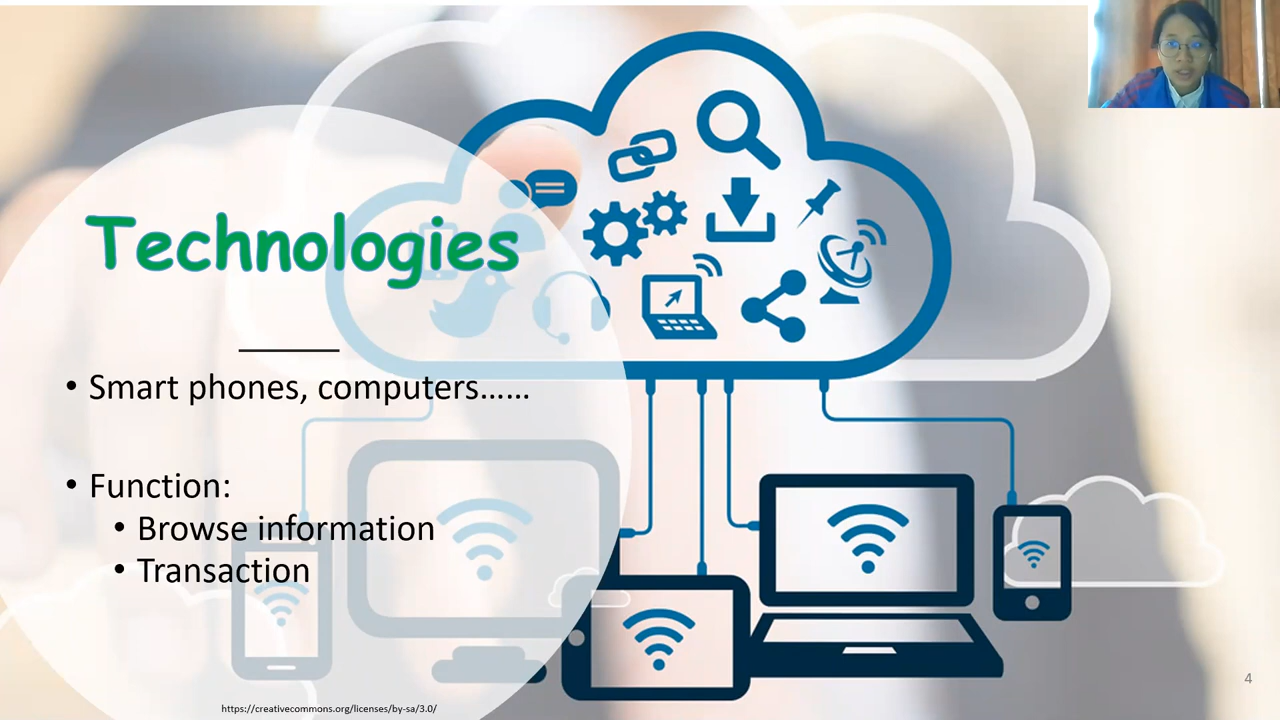 Technologies
• Smart phones, computers……
• Function:
• Browse information
• Transaction
https://creativecommons.org/licenses/by-sa/3.0/
4